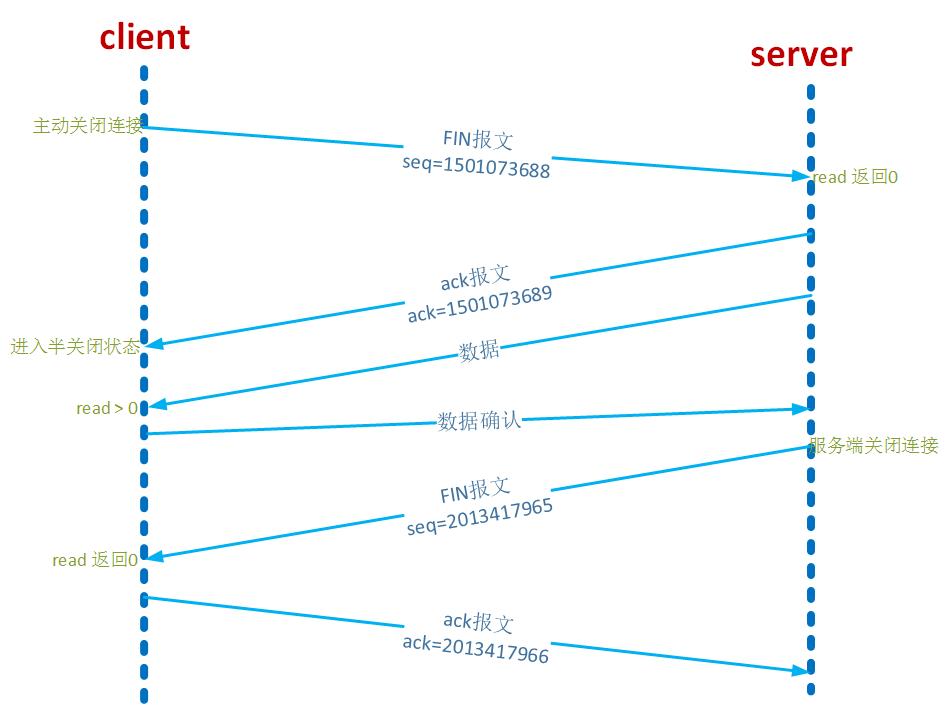 client
server
主动关闭连接
FIN报文
seq=1501073688
read 返回0
ack报文
ack=1501073689
进入半关闭状态
数据
read > 0
数据确认
服务端关闭连接
FIN报文
seq=2013417965
read 返回0
ack报文
ack=2013417966